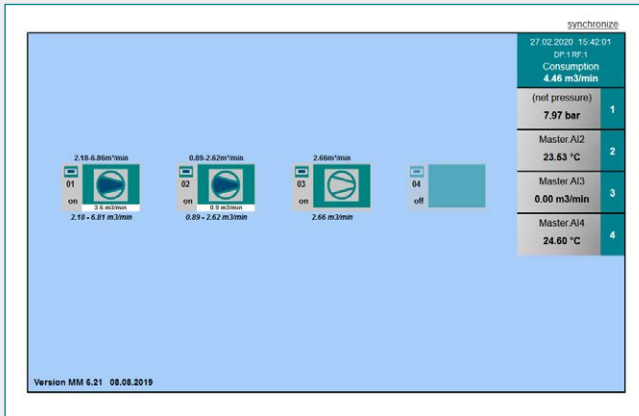 synchronize
27.02.2020 15:42:01
DP:1 RF:1
Consumption
4.46 m3/min
(net pressure)
7.97 bar
1
Master.AI2
23.53 °C
2
Master.AI3
0.00 m3/min
3
Master.AI4
24.60 °C
4
2.18-6.86m³/min
01
on
3.6 m3/min
2.18 - 6.81 m3/min
0.89-2.62m³/min
02
on
0.9 m3/min
0.89 - 2.62 m3/min
2.66m³/min
03
on
2.66 m3/min
04
off
Version MM 6.21 08.08.2019